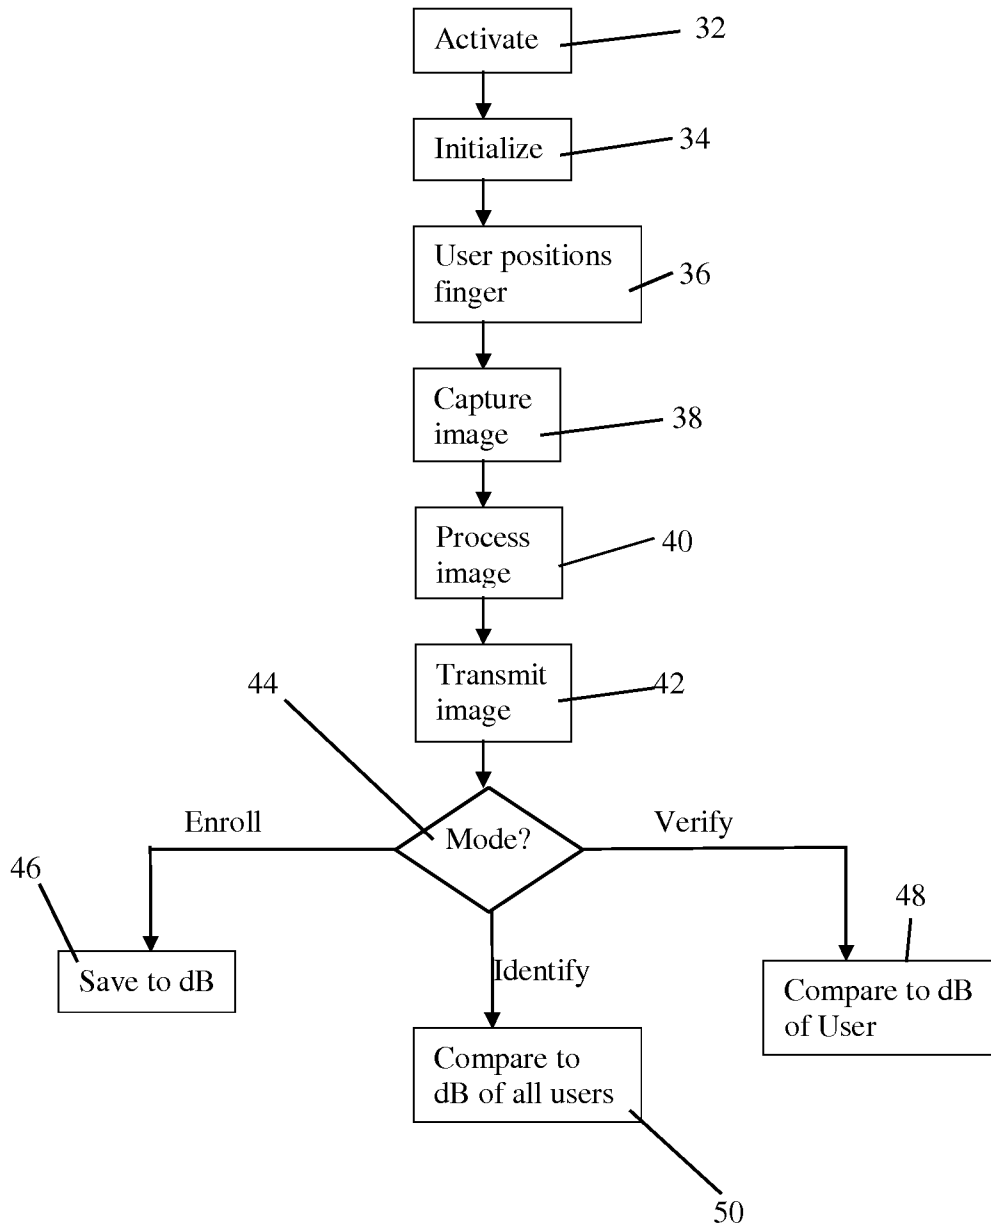 Activate
32
Initialize
34
User positions
finger
36
Capture
image
38
Process
image
40
Transmit
image
42
44
Mode?
Enroll
Verify
46
Save to dB
Identify
48
Compare to dB
of User
Compare to
dB of all users
50